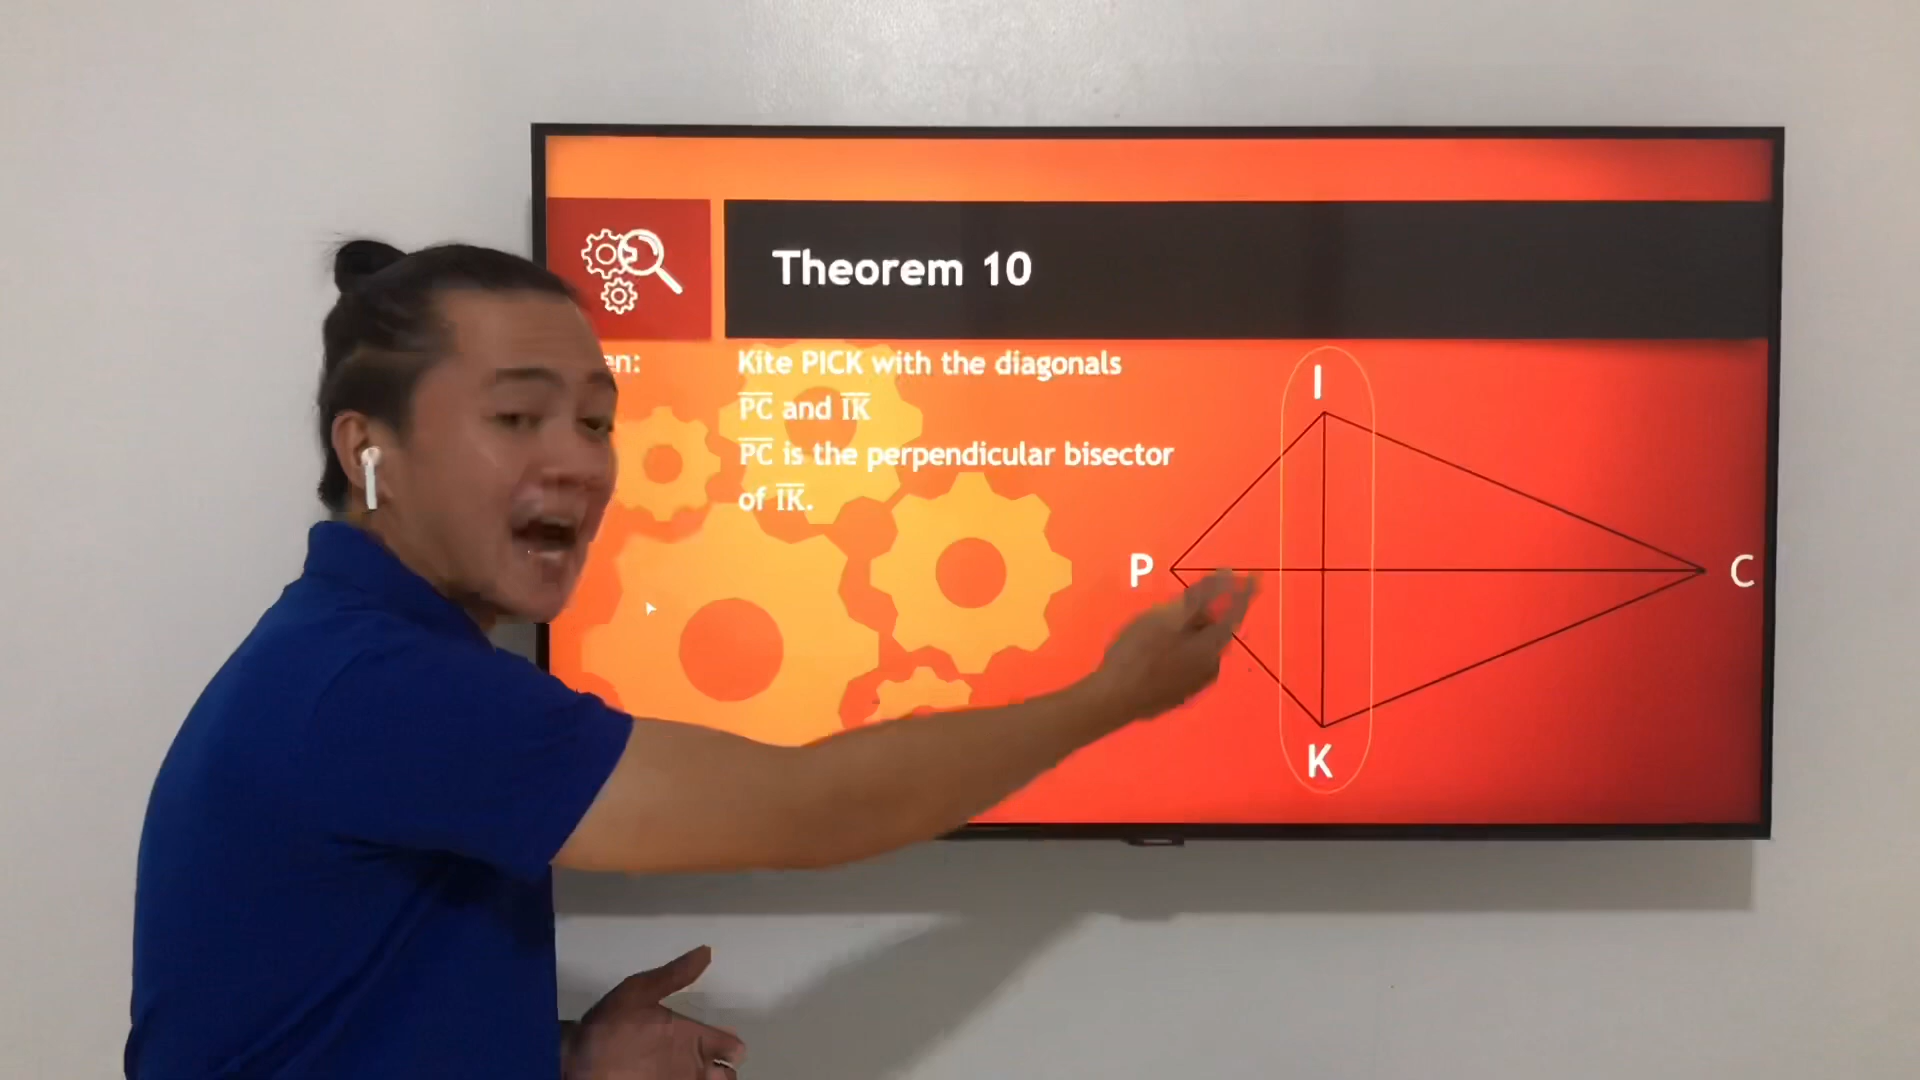 Theorem 10
en: Kite PICK with the diagonals
PC and IK
PC is the perpendicular bisector
of IK.
I
P
C
K